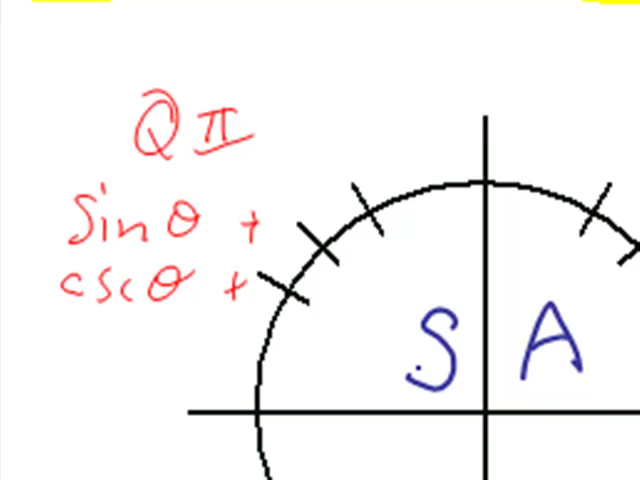 Q II
sin θ +
csc θ +
S A